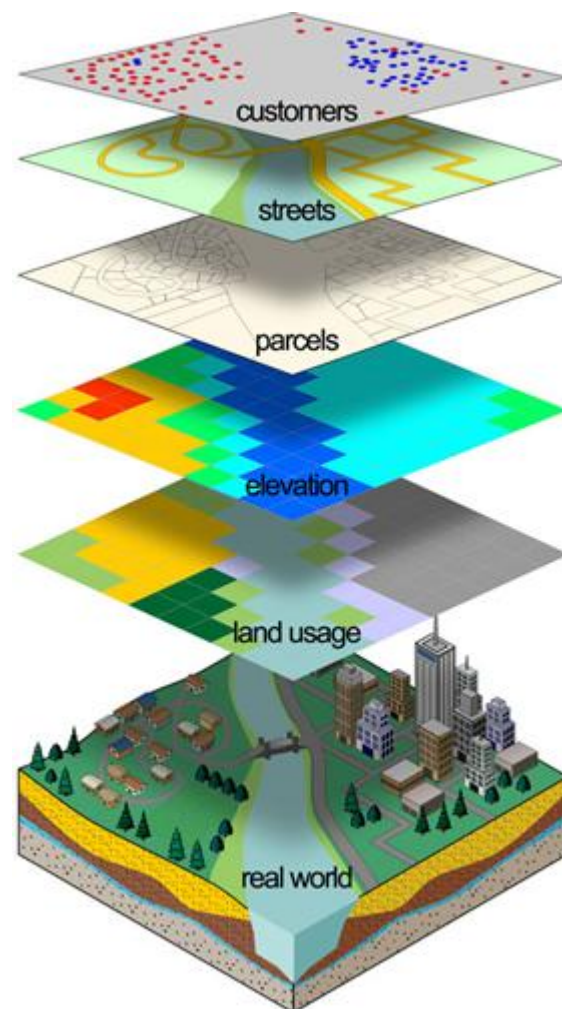 customers
streets
parcels
elevation
land usage
real world